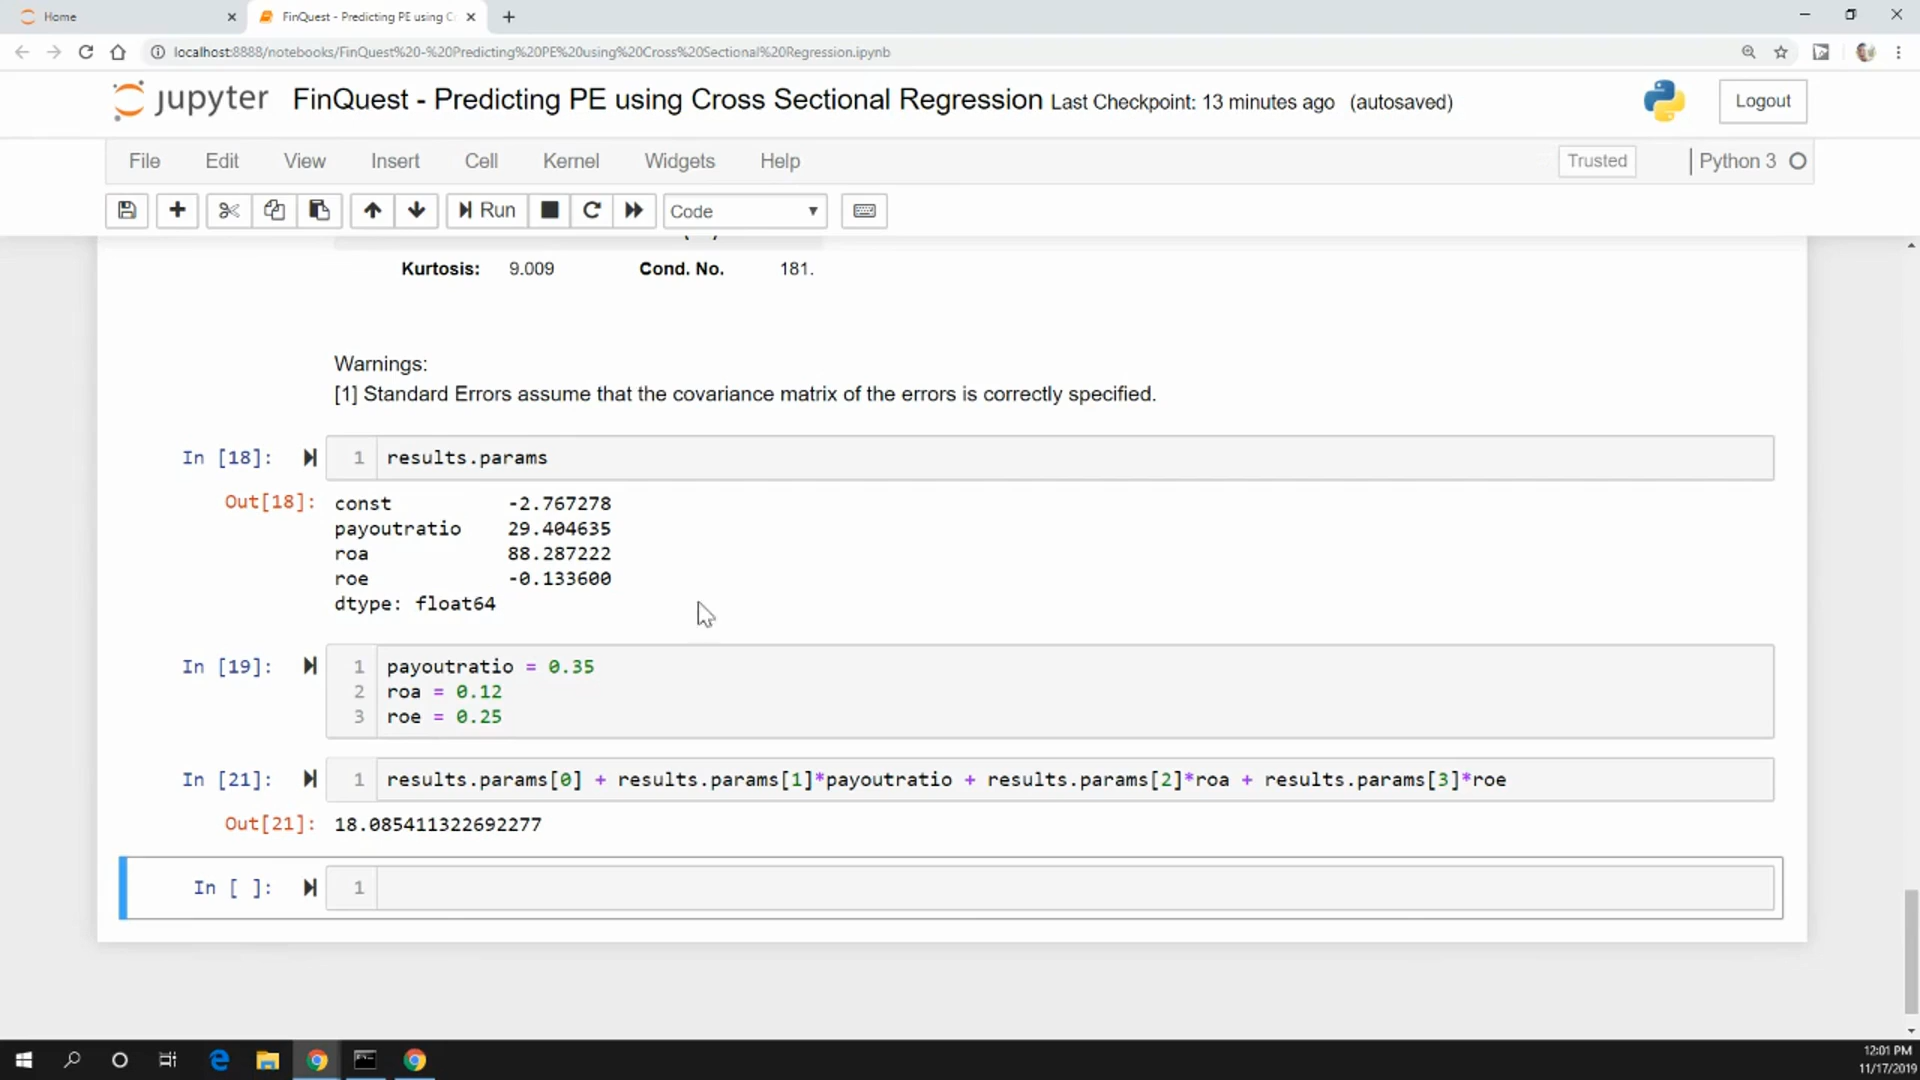 Home
FinQuest - Predicting PE using Cr
localhost:8888/notebooks/FinQuest%20-%20Predicting%20PE%20using%20Cross%20Sectional%20Regression.ipynb
jupyter FinQuest - Predicting PE using Cross Sectional Regression Last Checkpoint: 13 minutes ago (autosaved)
Logout
File Edit View Insert Cell Kernel Widgets Help
Trusted
Python 3
Run
Code
Kurtosis: 9.009 Cond. No. 181.
Warnings:
[1] Standard Errors assume that the covariance matrix of the errors is correctly specified.
In [18]: 1 results.params
Out[18]: const -2.767278
payoutratio 29.404635
roa 88.287222
roe -0.133600
dtype: float64
In [19]: 1 payoutratio = 0.35
2 roa = 0.12
3 roe = 0.25
In [21]: 1 results.params[0] + results.params[1]*payoutratio + results.params[2]*roa + results.params[3]*roe
Out[21]: 18.085411322692277
In [ ]: 1
12:01 PM
11/17/2019